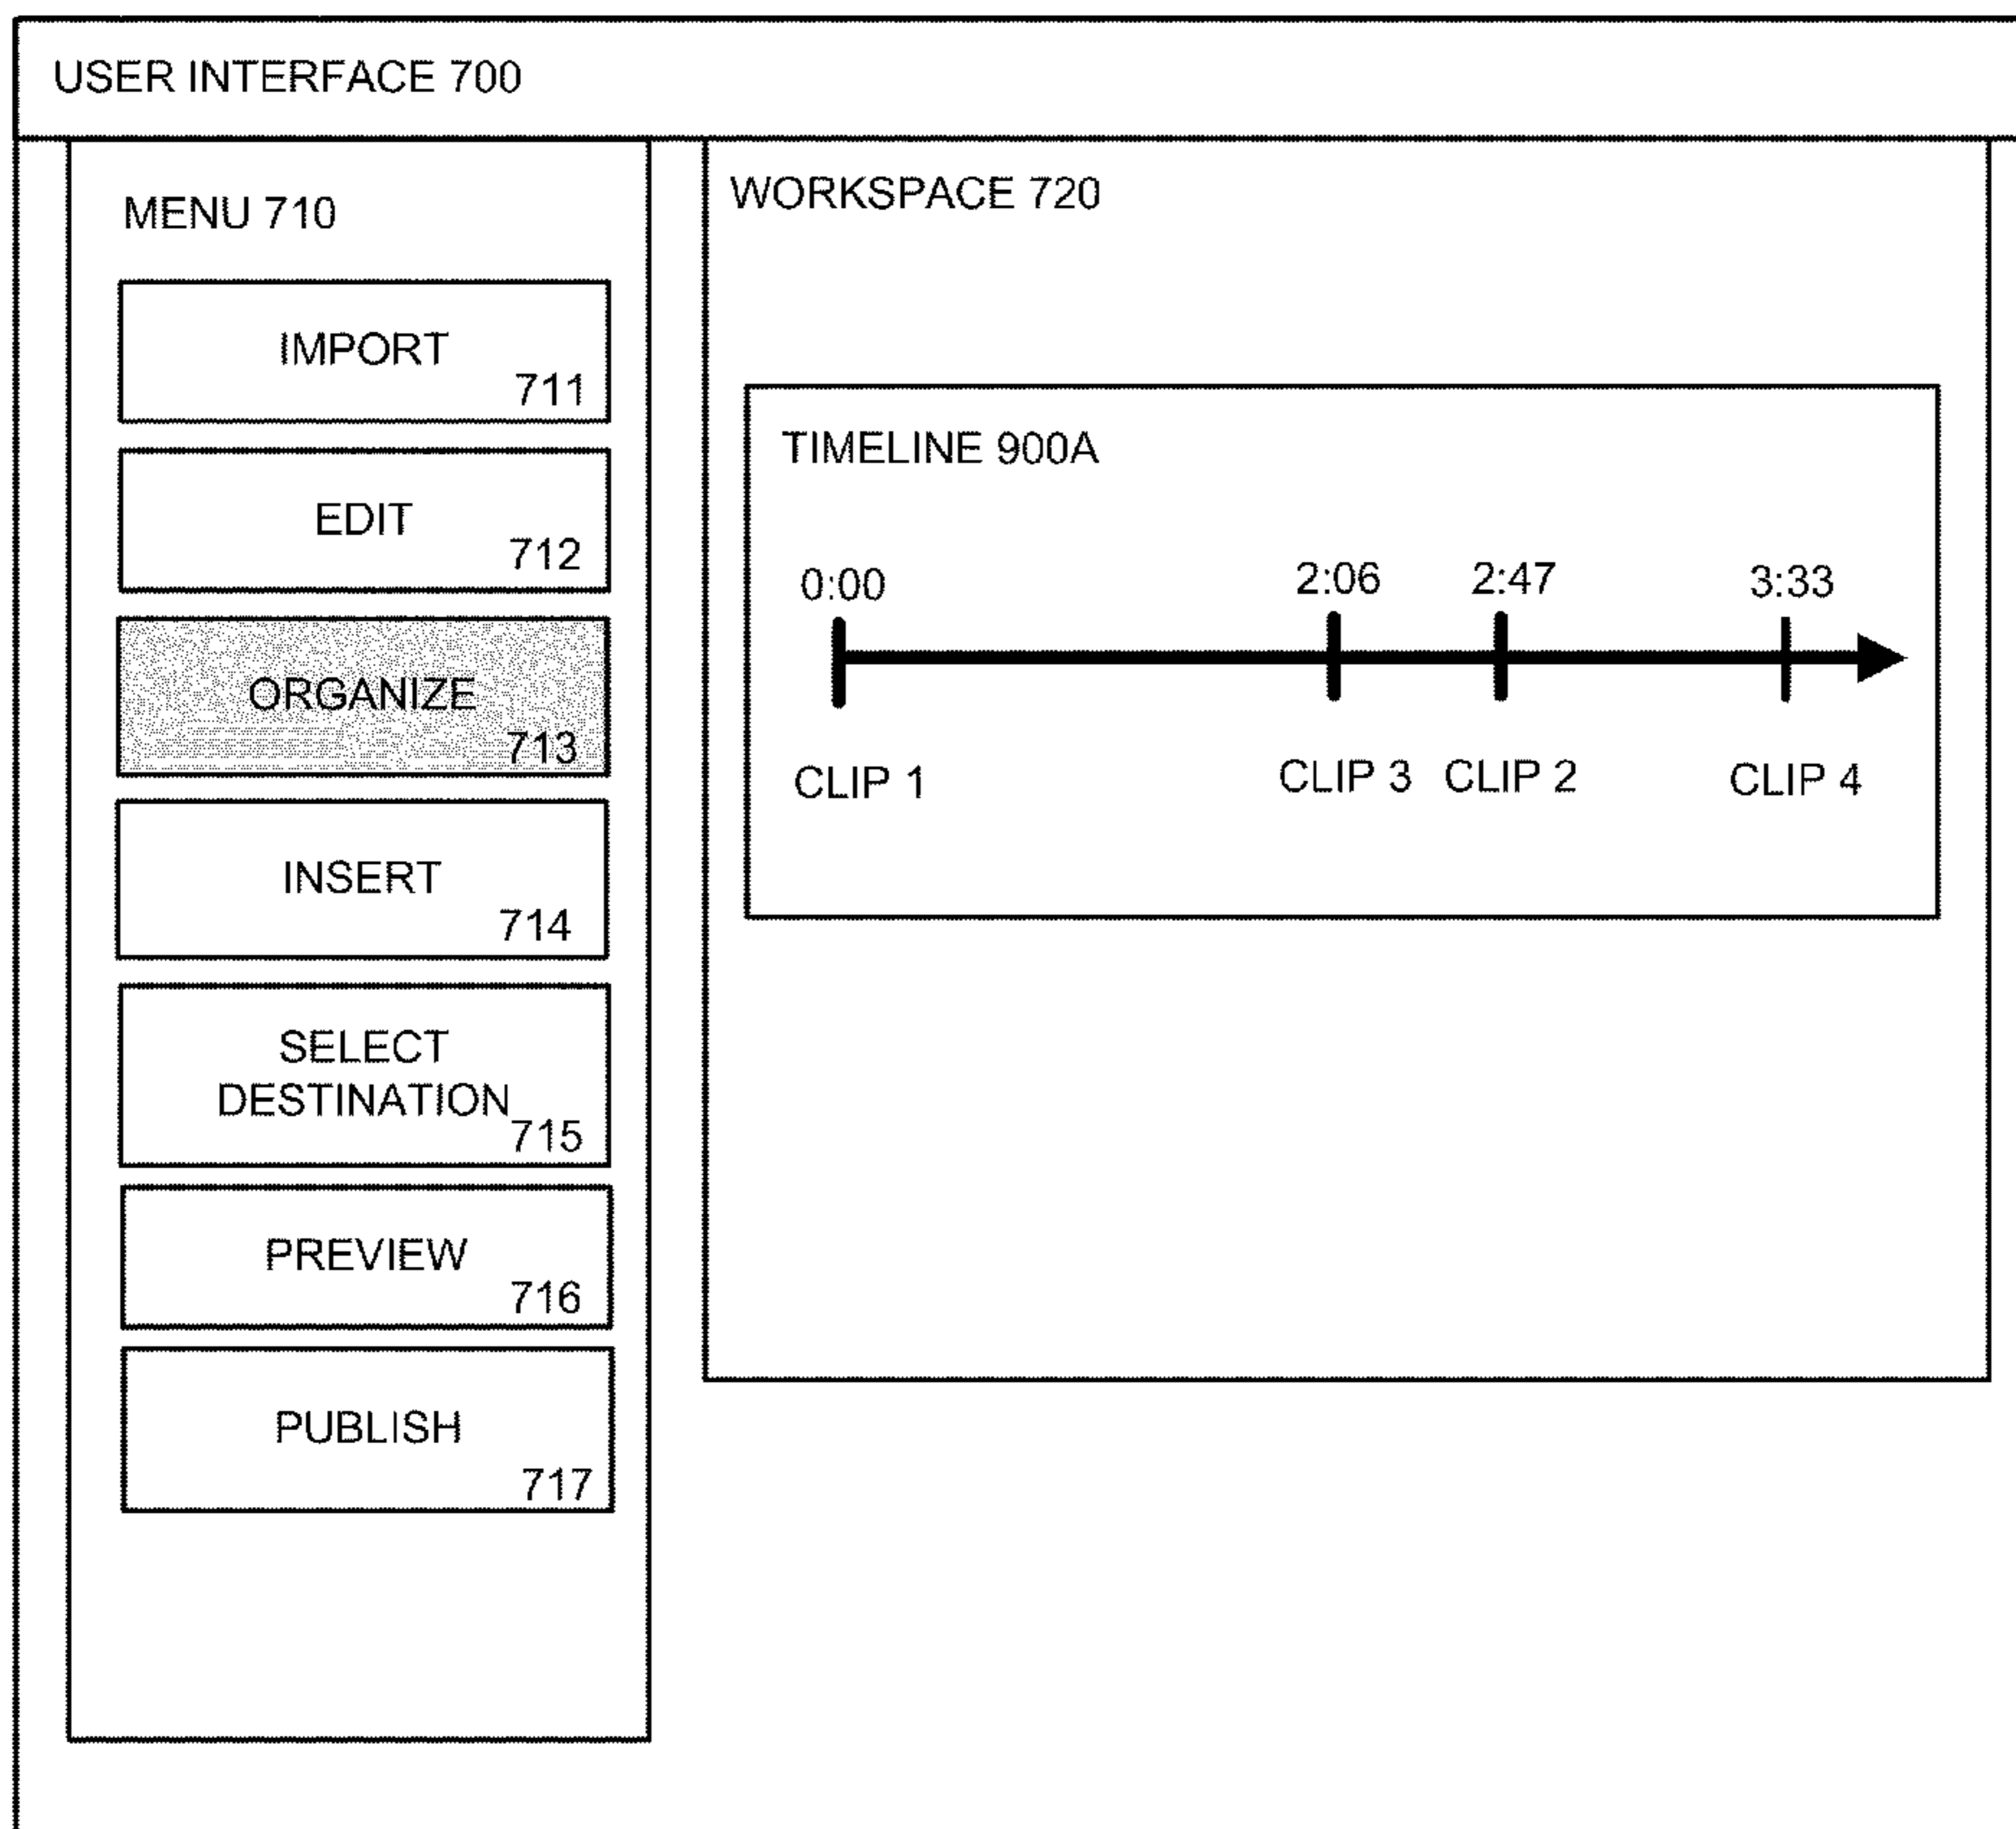 USER INTERFACE 700
MENU 710
IMPORT
711
EDIT
712
ORGANIZE
713
INSERT
714
SELECT
DESTINATION
715
PREVIEW
716
PUBLISH
717
WORKSPACE 720
TIMELINE 900A
0:00 2:06 2:47 3:33
CLIP 1 CLIP 3 CLIP 2 CLIP 4